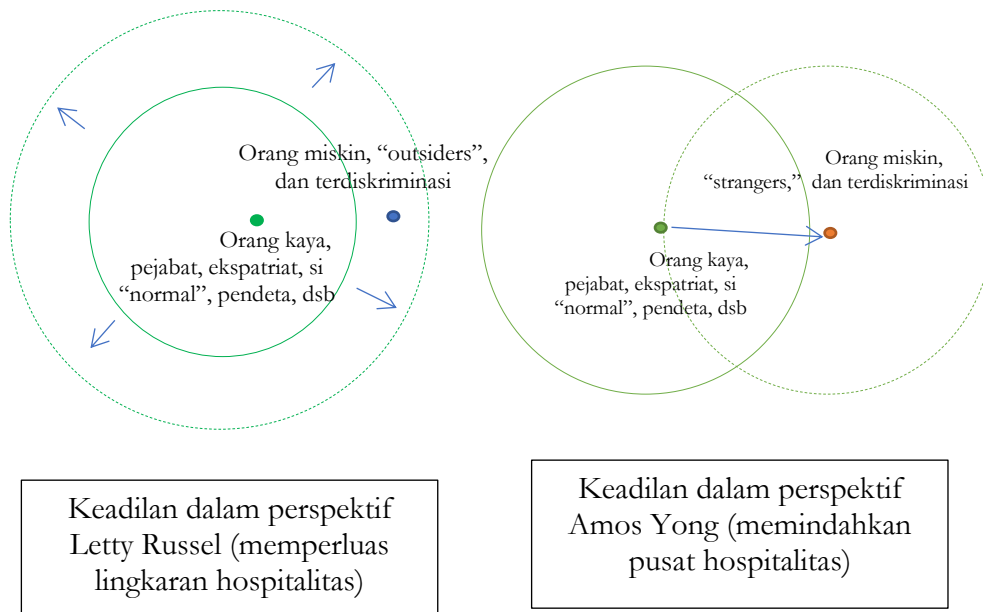 Orang miskin, “outsiders”,
dan terdiskriminasi
Orang kaya,
pejabat, ekspatriat, si
“normal”, pendeta, dsb
Keadilan dalam perspektif
Letty Russel (memperluas
lingkaran hospitalitas)
Orang miskin,
“strangers,” dan terdiskriminasi
Orang kaya,
pejabat, ekspatriat, si
“normal”, pendeta, dsb
Keadilan dalam perspektif
Amos Yong (memindahkan
pusat hospitalitas)